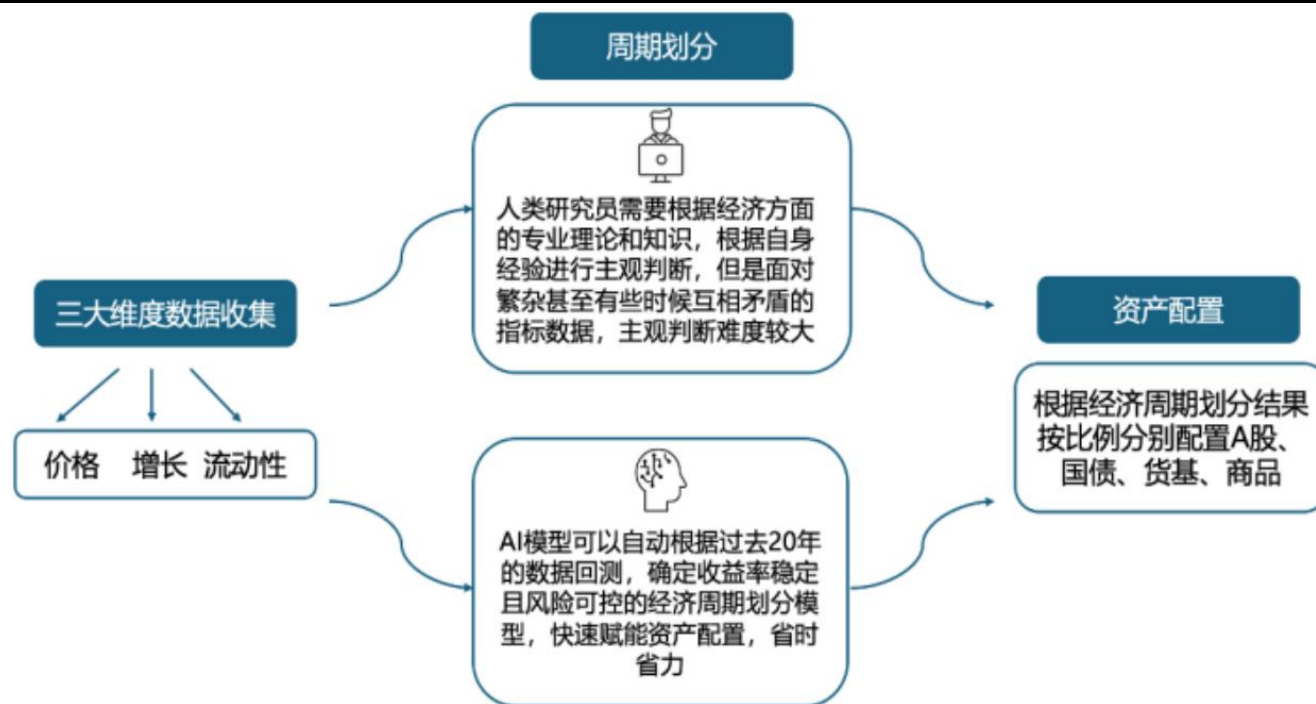 周期划分
人类研究员需要根据经济方面
的专业理论和知识，根据自身
经验进行主观判断，但是面对
繁杂甚至有些时候互相矛盾的
指标数据，主观判断难度较大
三大维度数据收集
价格 增长 流动性
AI模型可以自动根据过去20年
的数据回测，确定收益率稳定
且风险可控的经济周期划分模
型，快速赋能资产配置，省时
省力
资产配置
根据经济周期划分结果
按比例分别配置A股、
国债、货基、商品